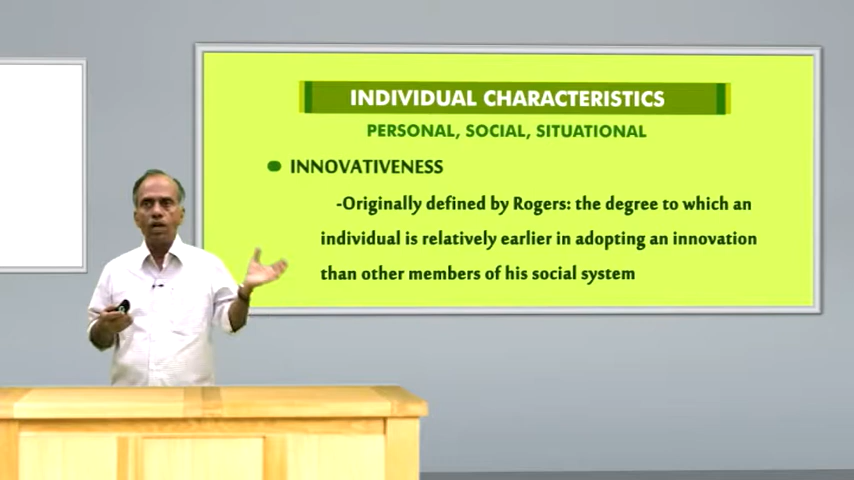 INDIVIDUAL CHARACTERISTICS
PERSONAL, SOCIAL, SITUATIONAL
INNOVATIVENESS
-Originally defined by Rogers: the degree to which an
individual is relatively earlier in adopting an innovation
than other members of his social system